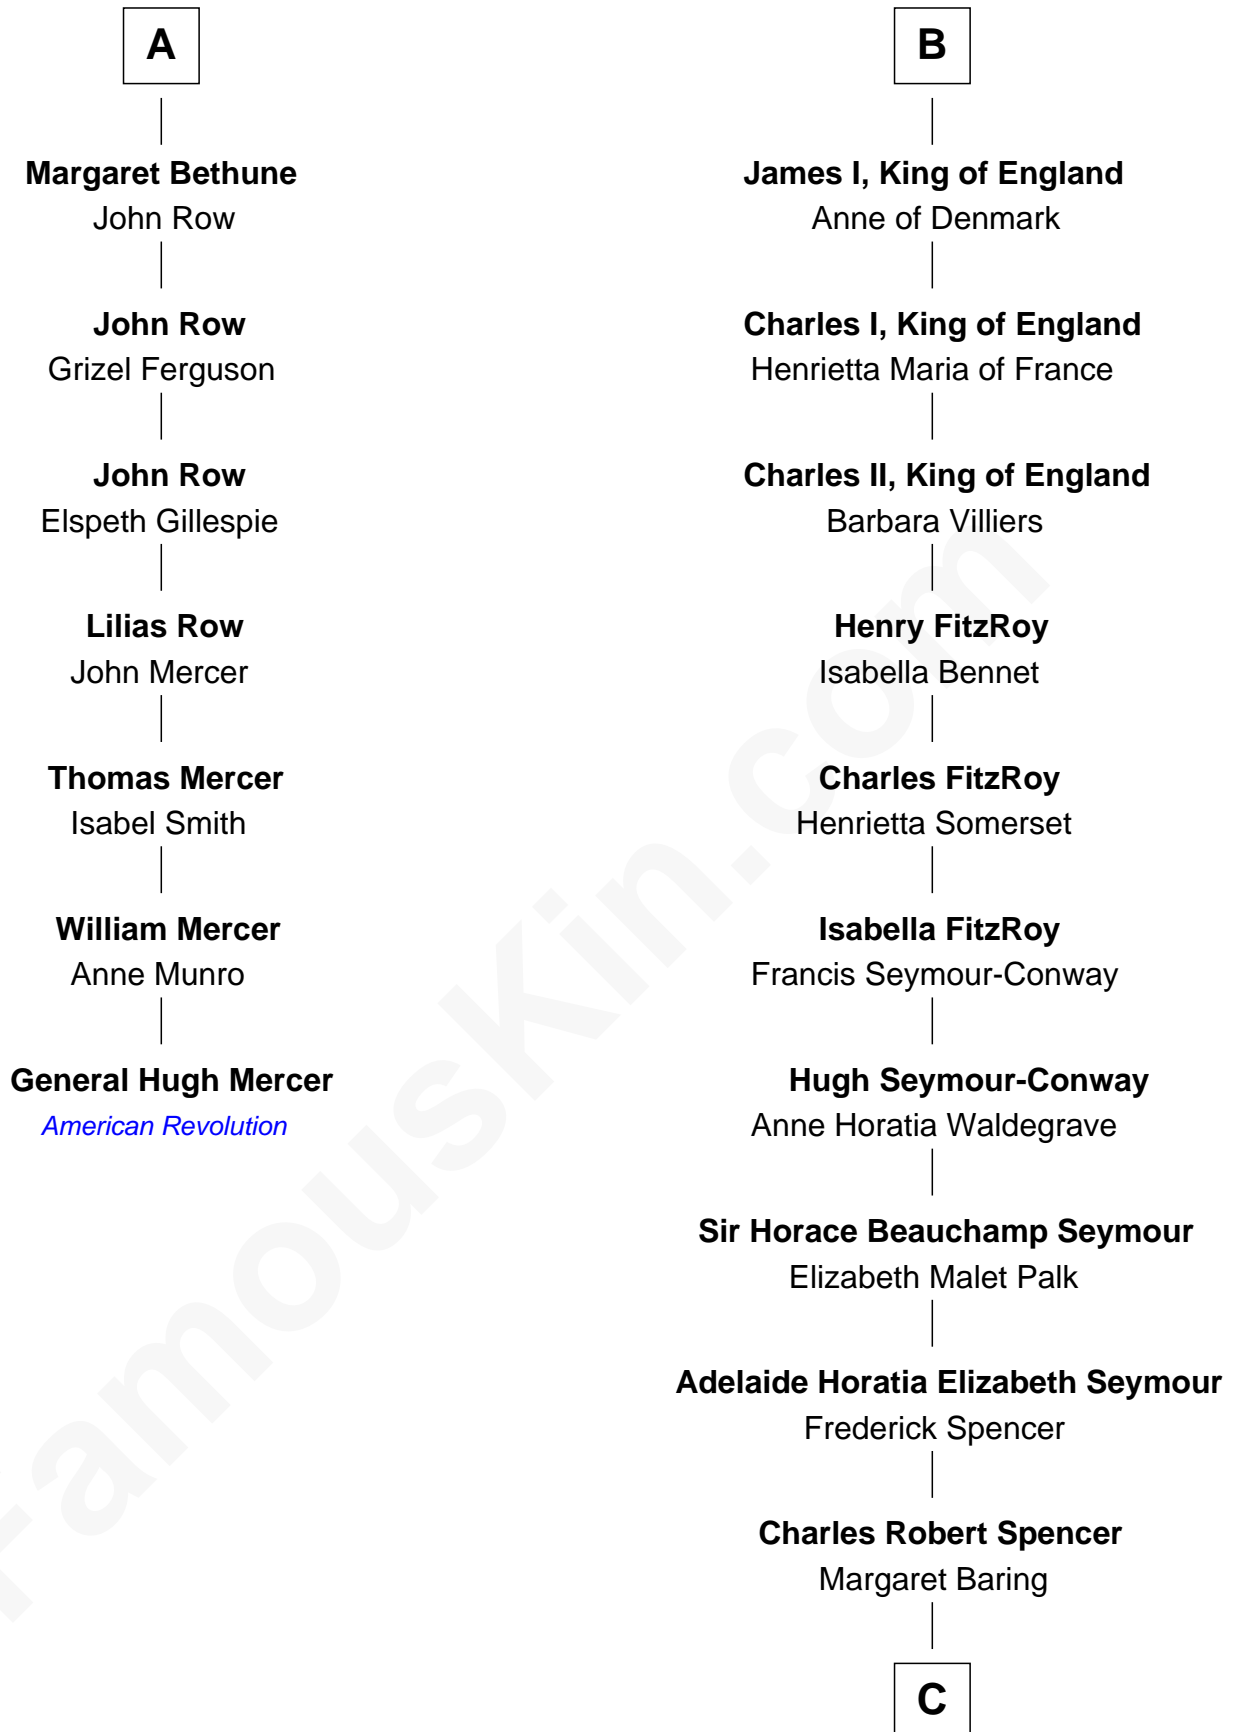 A
Margaret Bethune
John Row
John Row
Grizel Ferguson
John Row
Elspeth Gillespie
Lilias Row
John Mercer
Thomas Mercer
Isabel Smith
William Mercer
Anne Munro
General Hugh Mercer
American Revolution
B
James I, King of England
Anne of Denmark
Charles I, King of England
Henrietta Maria of France
Charles II, King of England
Barbara Villiers
Henry FitzRoy
Isabella Bennet
Charles FitzRoy
Henrietta Somerset
Isabella FitzRoy
Francis Seymour-Conway
Hugh Seymour-Conway
Anne Horatia Waldegrave
Sir Horace Beauchamp Seymour
Elizabeth Malet Palk
Adelaide Horatia Elizabeth Seymour
Frederick Spencer
Charles Robert Spencer
Margaret Baring
C
FamousKin.com